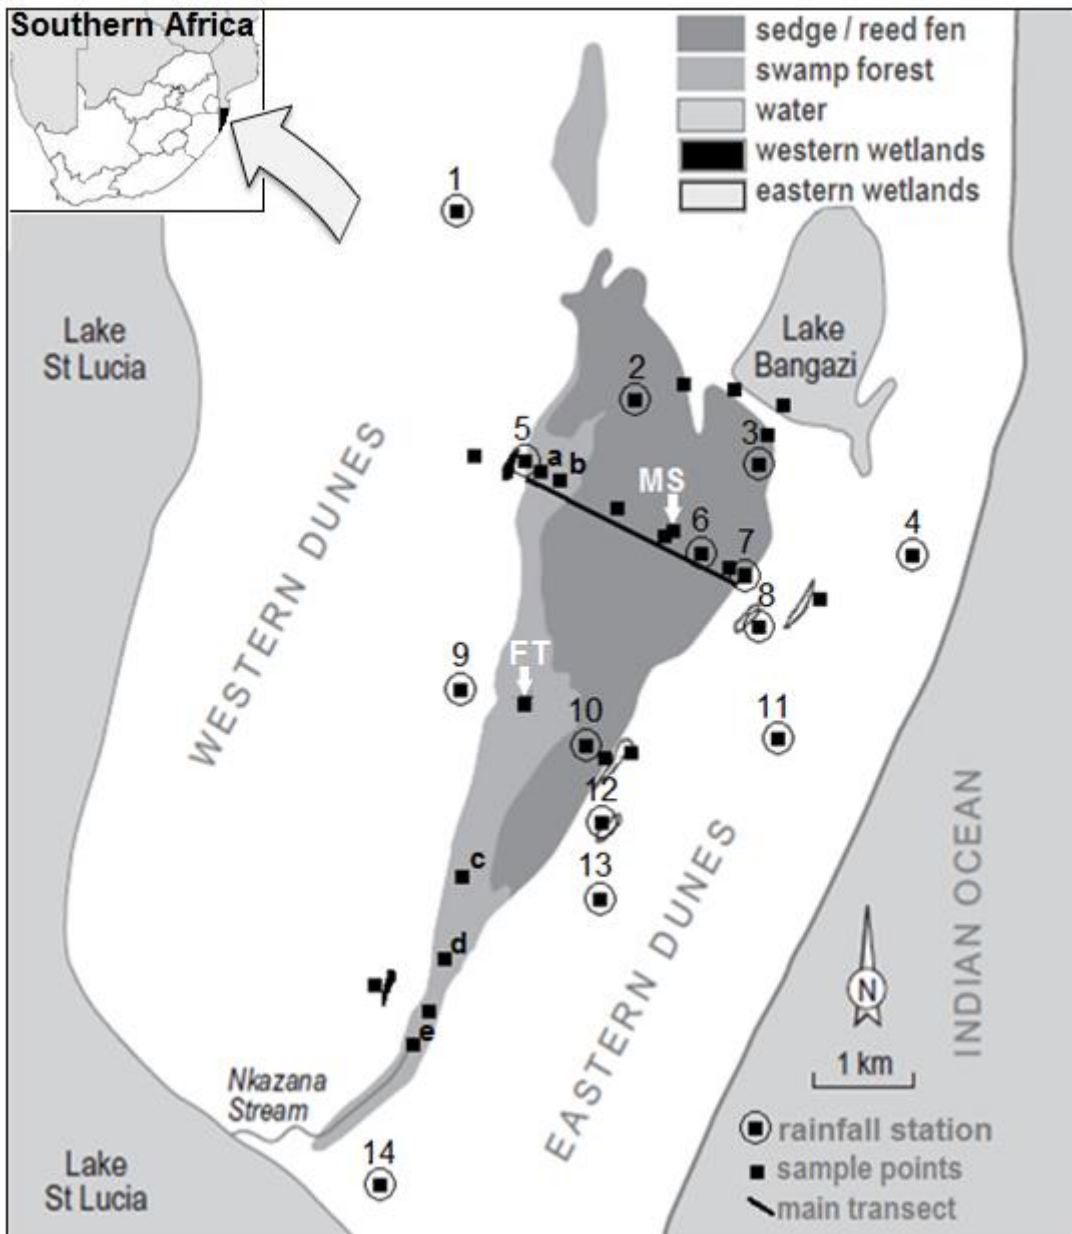 Southern Africa
sedge / reed fen
swamp forest
water
western wetlands
eastern wetlands
1
Lake
St Lucia
Lake
Bangazi
2
5
a
b
3
MS
6
7
4
8
WESTERN DUNES
9
FT
10
11
12
13
c
d
e
EASTERN DUNES
INDIAN OCEAN
N
1 km
Nkazana
Stream
14
Lake
St Lucia
rainfall station
sample points
main transect